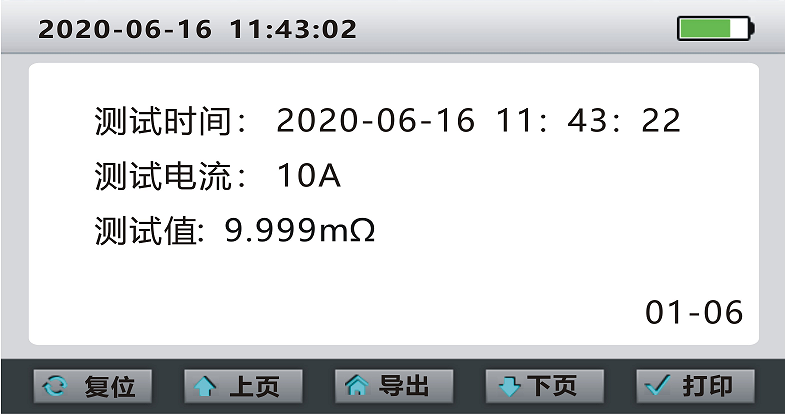 2020-06-16 11:43:02
测试时间： 2020-06-16 11：43：22
测试电流： 10A
测试值: 9.999mΩ
01-06
复位 上页 导出 下页 打印